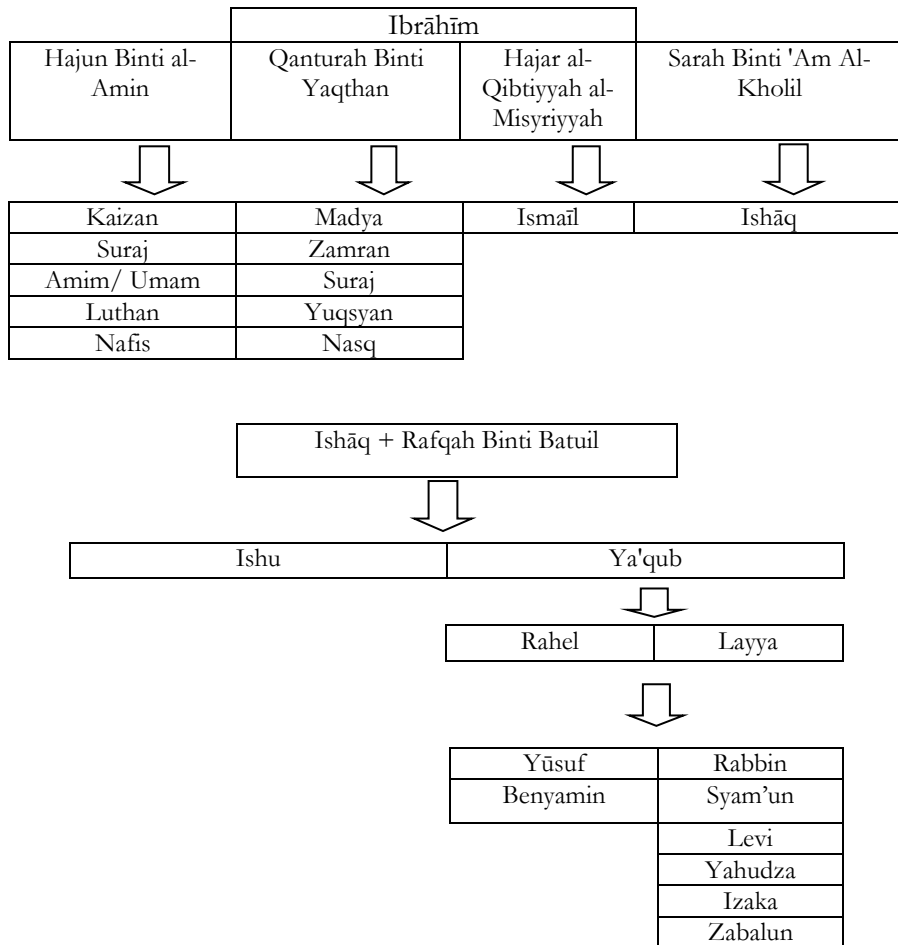 Ibrāhīm
Hajun Binti al-
Amin
Qanturah Binti
Yaqthan
Hajar al-
Qibtiyyah al-
Misyriyyah
Sarah Binti 'Am Al-
Kholil
Kaizan
Madya
Ismaīl
Ishāq
Suraj
Zamran
Amim/ Umam
Suraj
Luthan
Yuqsyan
Nafis
Nasq
Ishāq + Rafqah Binti Batuil
Ishu
Ya'qub
Rahel
Layya
Yūsuf
Rabbin
Benyamin
Syam’un
Levi
Yahudza
Izaka
Zabalun